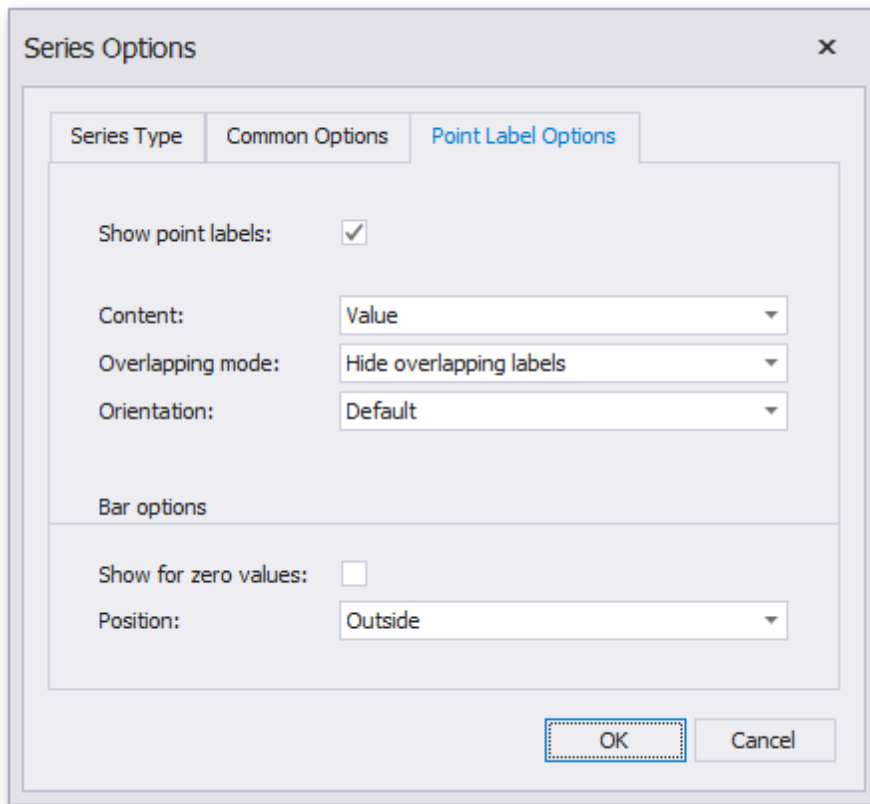 Series Options
Series Type Common Options Point Label Options
Show point labels:
Content: Value
Overlapping mode: Hide overlapping labels
Orientation: Default
Bar options
Show for zero values:
Position: Outside
OK Cancel